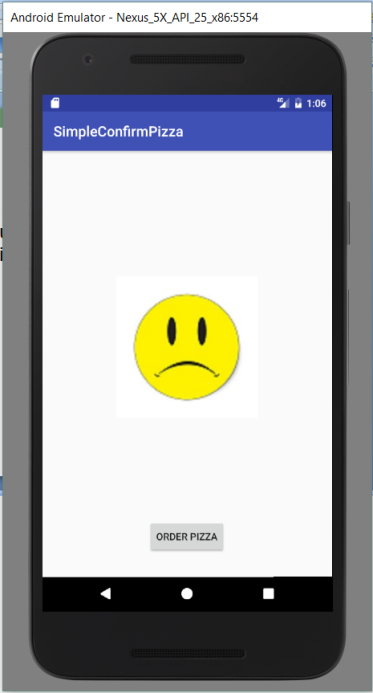 Android Emulator - Nexus_5X_API_25_x86:5554
1:06
SimpleConfirmPizza
ORDER PIZZA